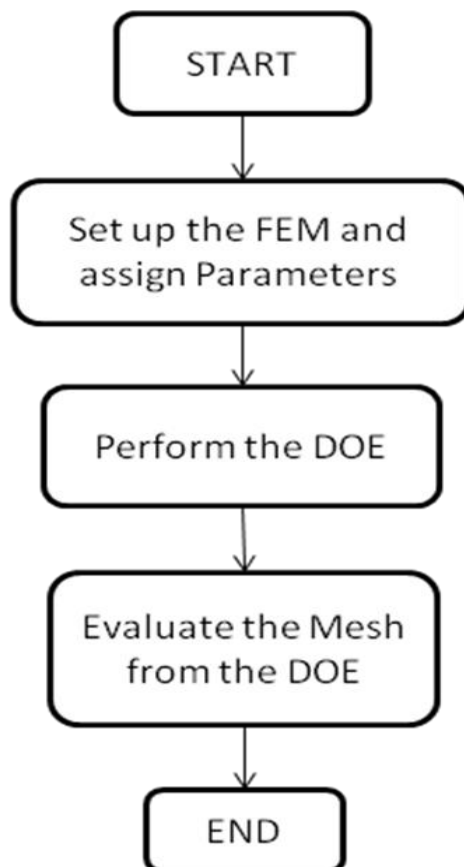 START
Set up the FEM and
assign Parameters
Perform the DOE
Evaluate the Mesh
from the DOE
END